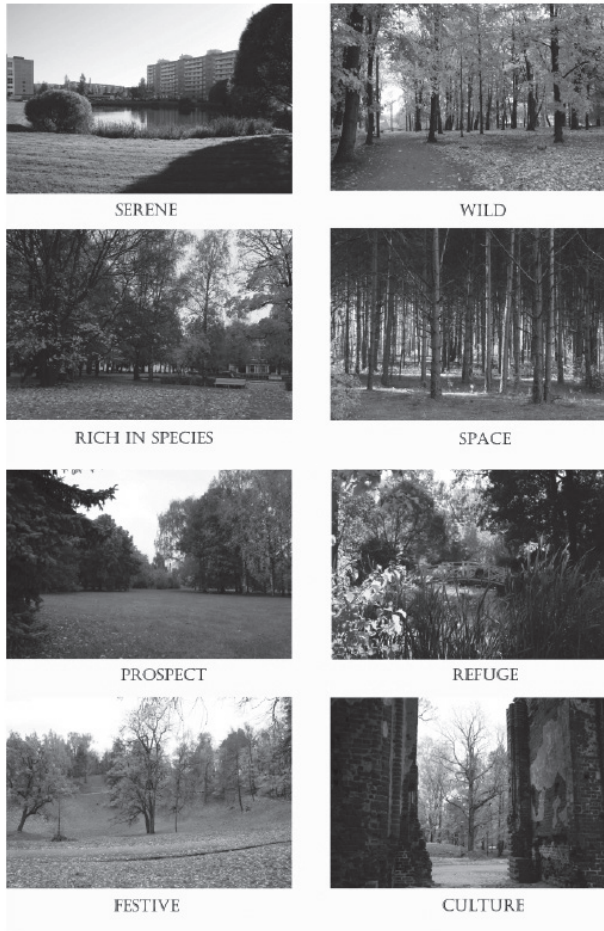 SERENE
WILD
RICH IN SPECIES
SPACE
PROSPECT
REFUGE
FESTIVE
CULTURE